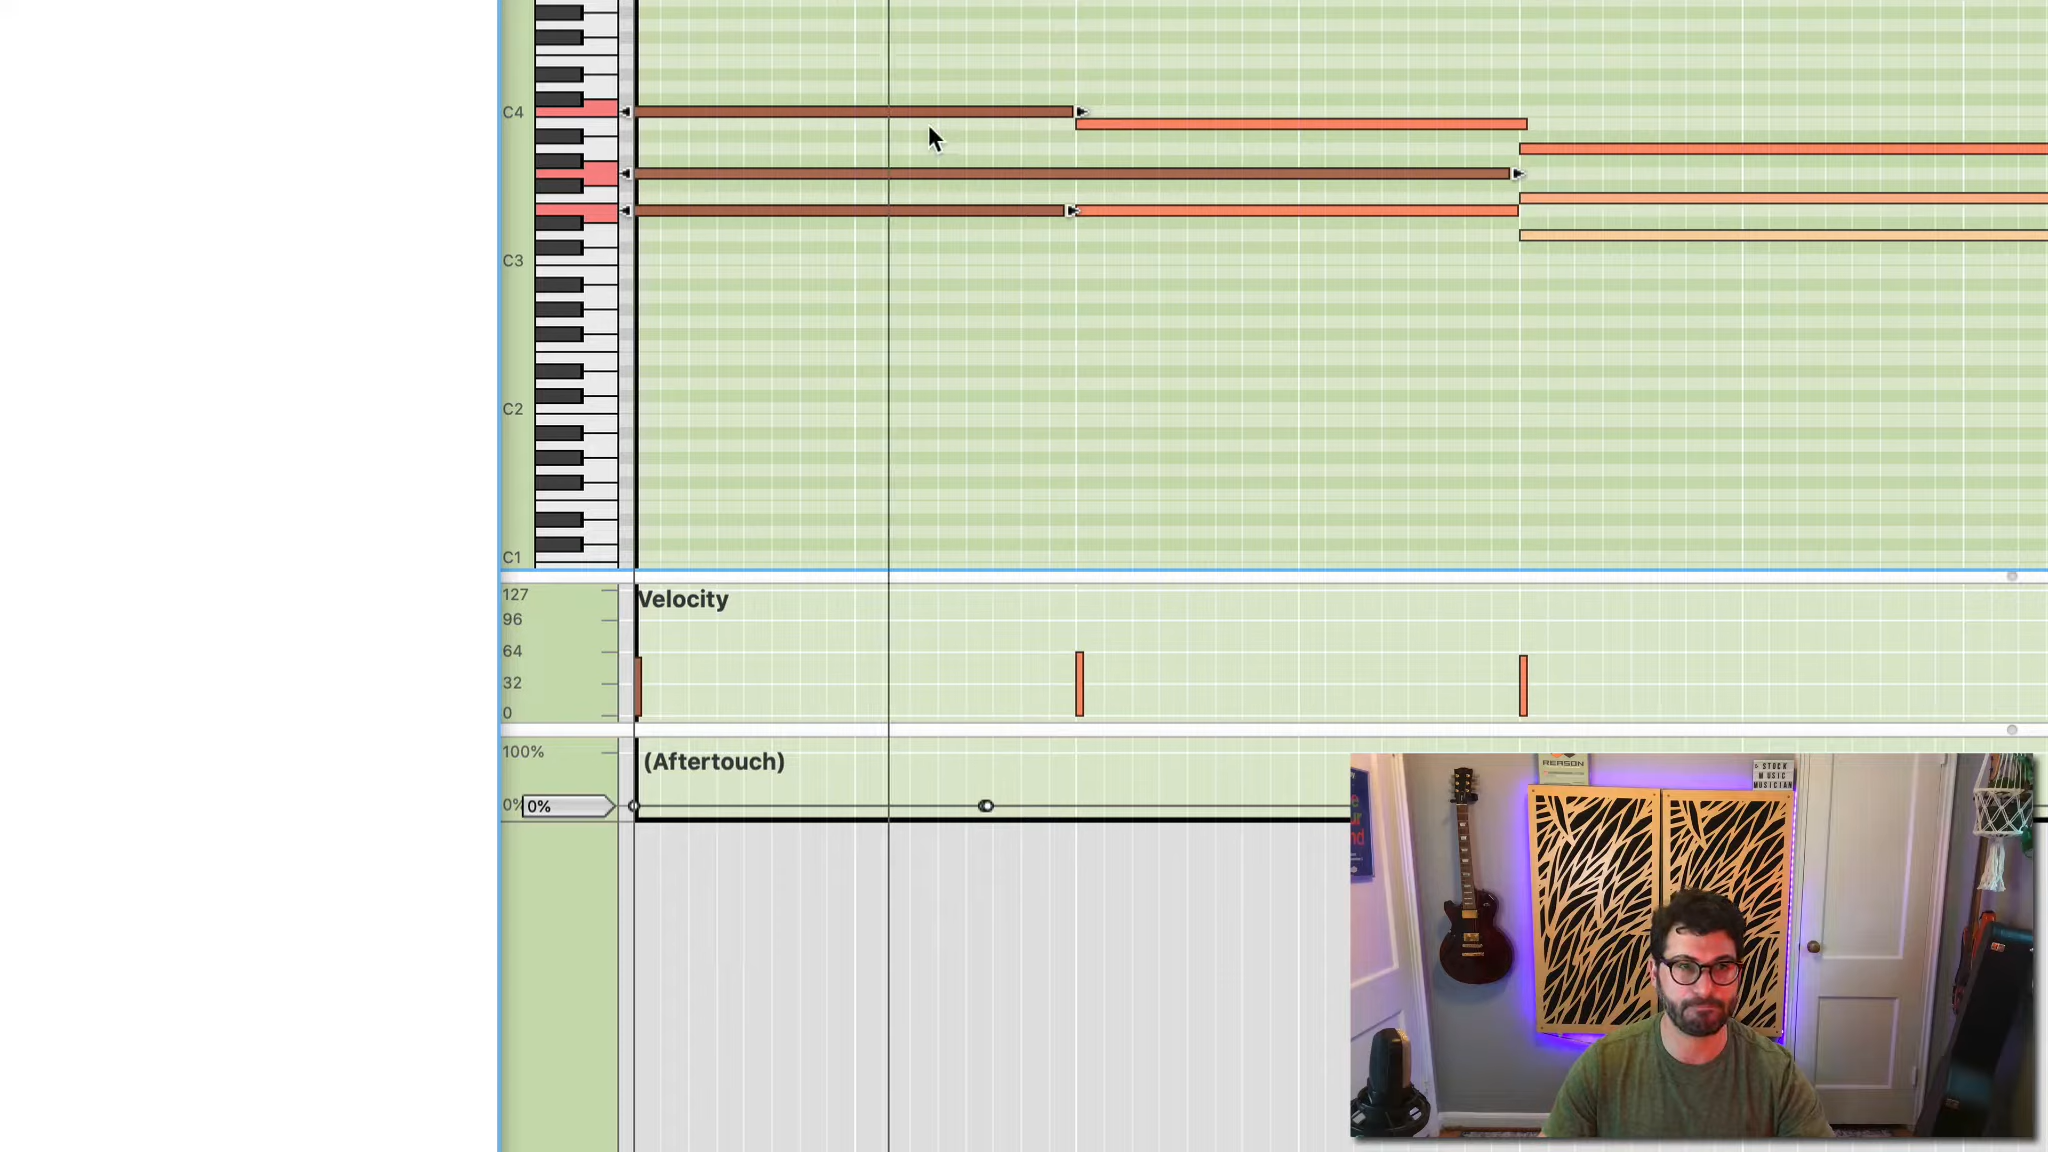 C4
C3
C2
C1
127
96
64
32
0
Velocity
100%
(Aftertouch)
0%
0%
REASON
STOCK
MUSIC
MUSICIAN